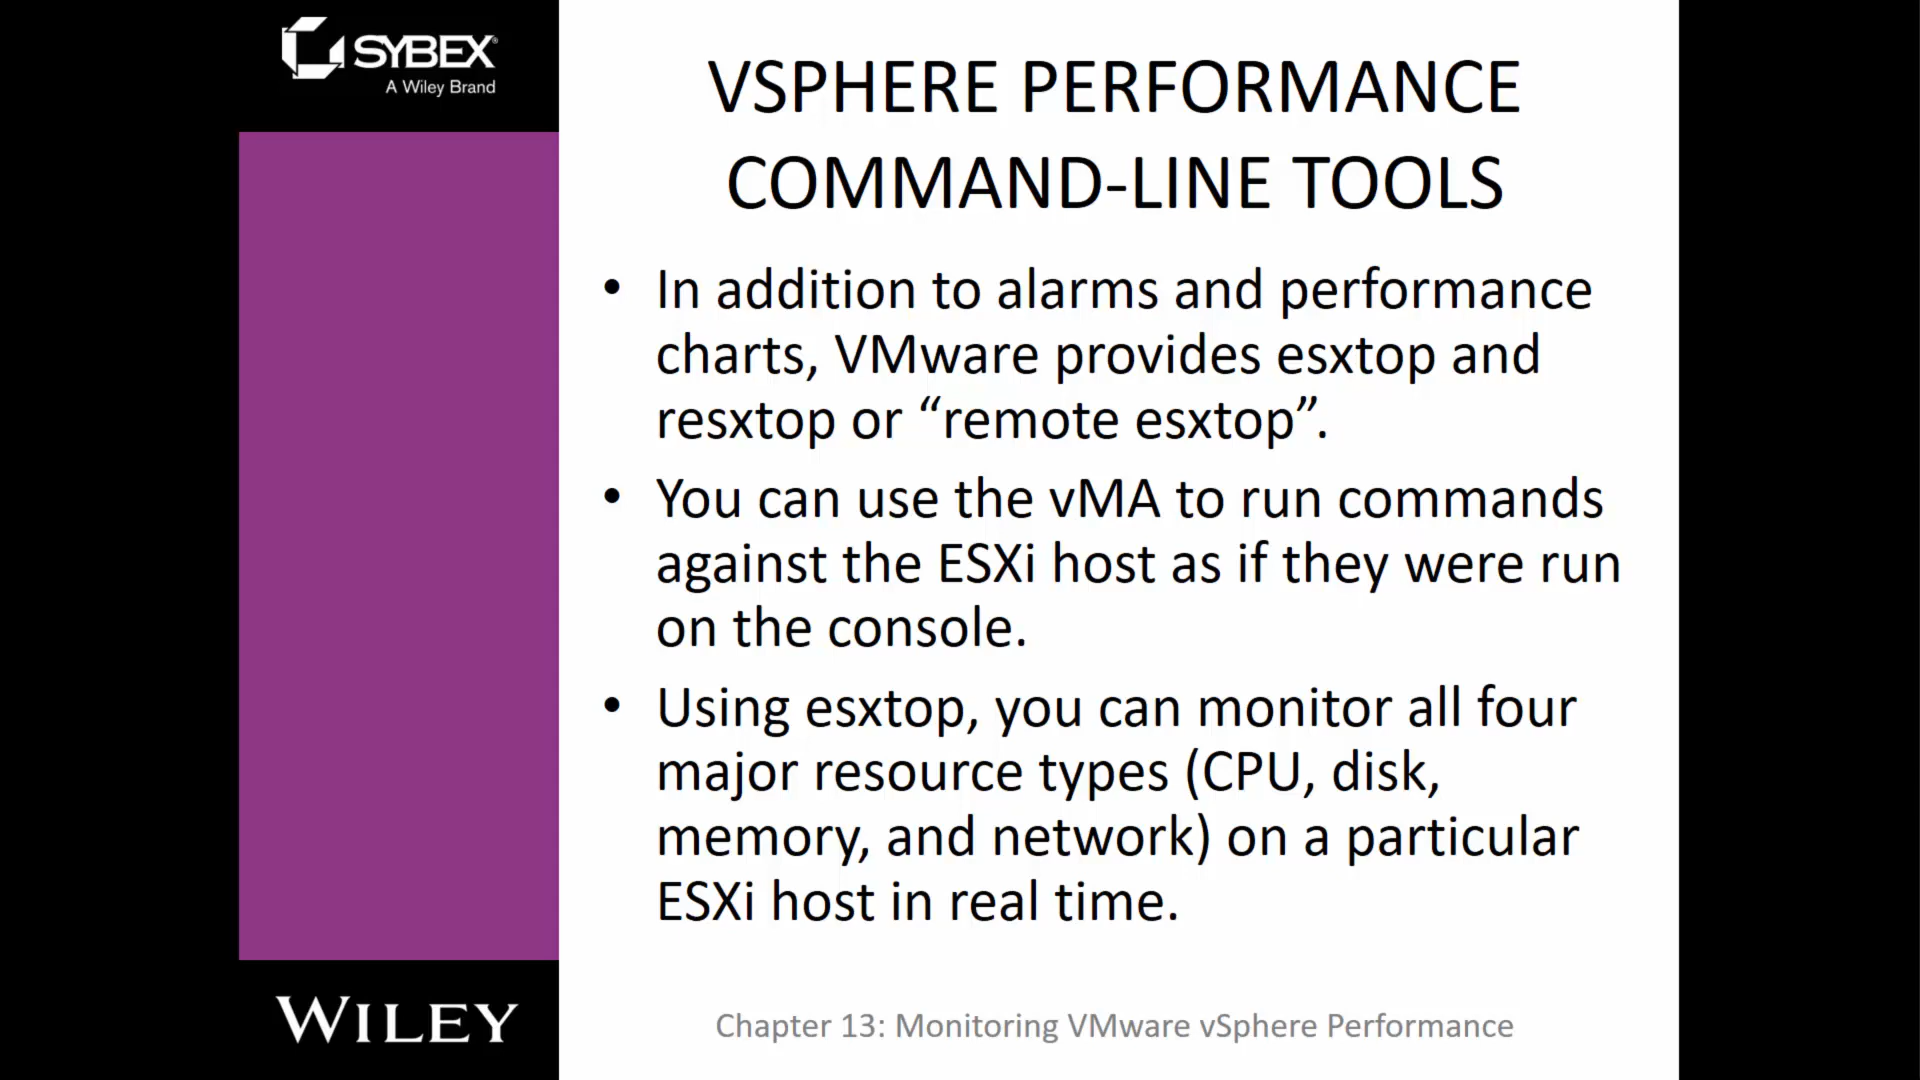 SYBEX®
A Wiley Brand
VSPHERE PERFORMANCE
COMMAND-LINE TOOLS
• In addition to alarms and performance
charts, VMware provides esxtop and
resxtop or “remote esxtop”.
• You can use the vMA to run commands
against the ESXi host as if they were run
on the console.
• Using esxtop, you can monitor all four
major resource types (CPU, disk,
memory, and network) on a particular
ESXi host in real time.
WILEY
Chapter 13: Monitoring VMware vSphere Performance